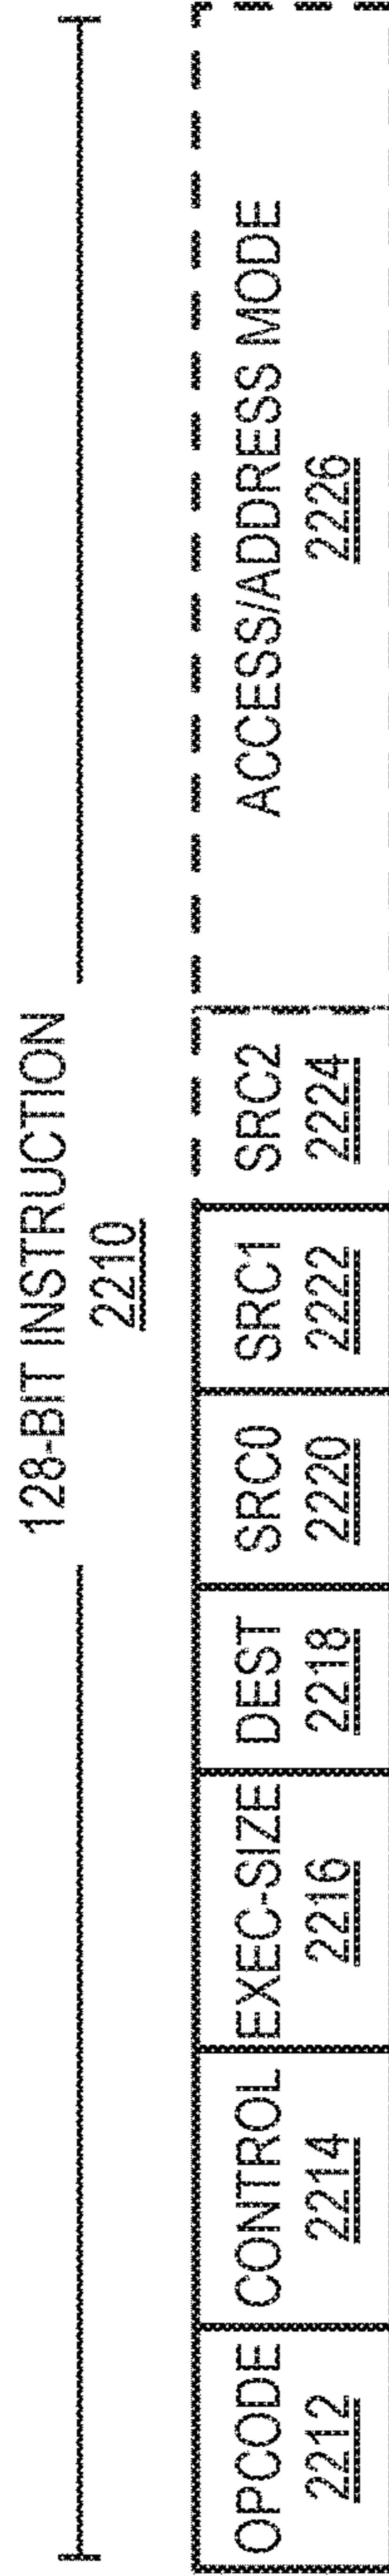 128-BIT INSTRUCTION
2210
OPCODE
2212
CONTROL
2214
EXEC-SIZE
2216
DEST
2218
SRC0
2220
SRC1
2222
SRC2
2224
ACCESS/ADDRESS MODE
2226